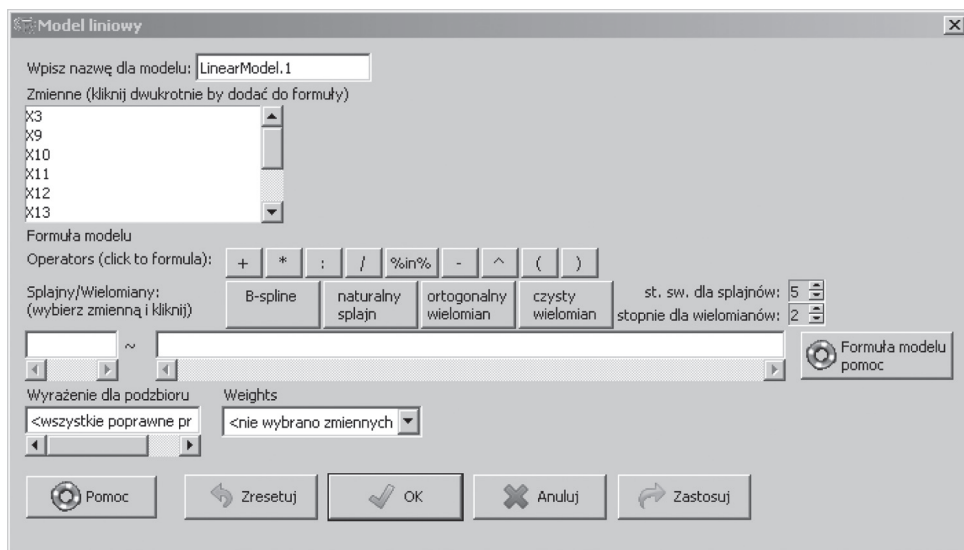 Model liniowy
Wpisz nazwę dla modelu: LinearModel.1
Zmienne (kliknij dwukrotnie by dodać do formuły)
X3
X9
X10
X11
X12
X13
Formuła modelu
Operators (click to formula): + * : / %in% - ^ ( )
Splajny/Wielomiany:
(wybierz zmienną i kliknij)
B-spline
naturalny
splajn
ortogonalny
wielomian
czysty
wielomian
st. sw. dla splajnów: 5
stopnie dla wielomianów: 2
~
Formuła modelu
pomoc
Wyrażenie dla podzbioru
Weights
<wszystkie poprawne pr
<nie wybrano zmiennych
Pomoc
Zresetuj
OK
Anuluj
Zastosuj